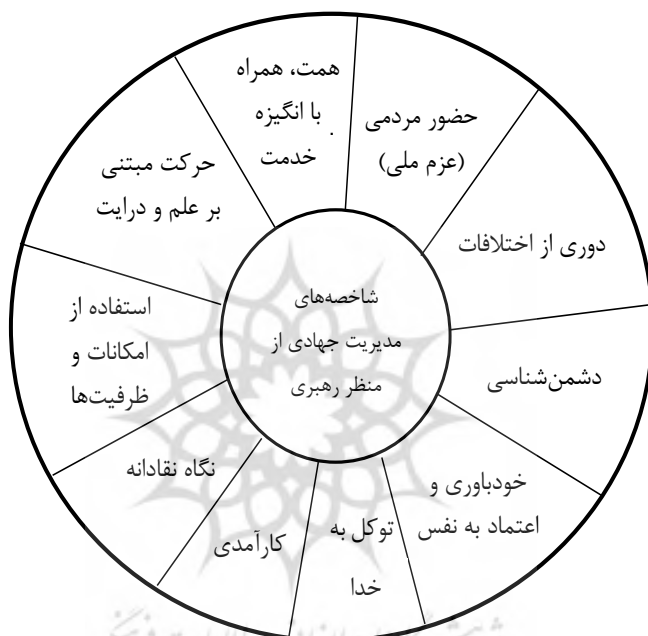 شاخصه‌های
مدیریت جهادی از
منظر رهبری
همت، همراه
با انگیزه
خدمت
حضور مردمی
(عزم ملی)
دوری از اختلافات
دشمن‌شناسی
خودباوری و
اعتماد به نفس
توکل به
خدا
کارآمدی
نگاه نقادانه
استفاده از
امکانات و
ظرفیت‌ها
حرکت مبتنی
بر علم و درایت